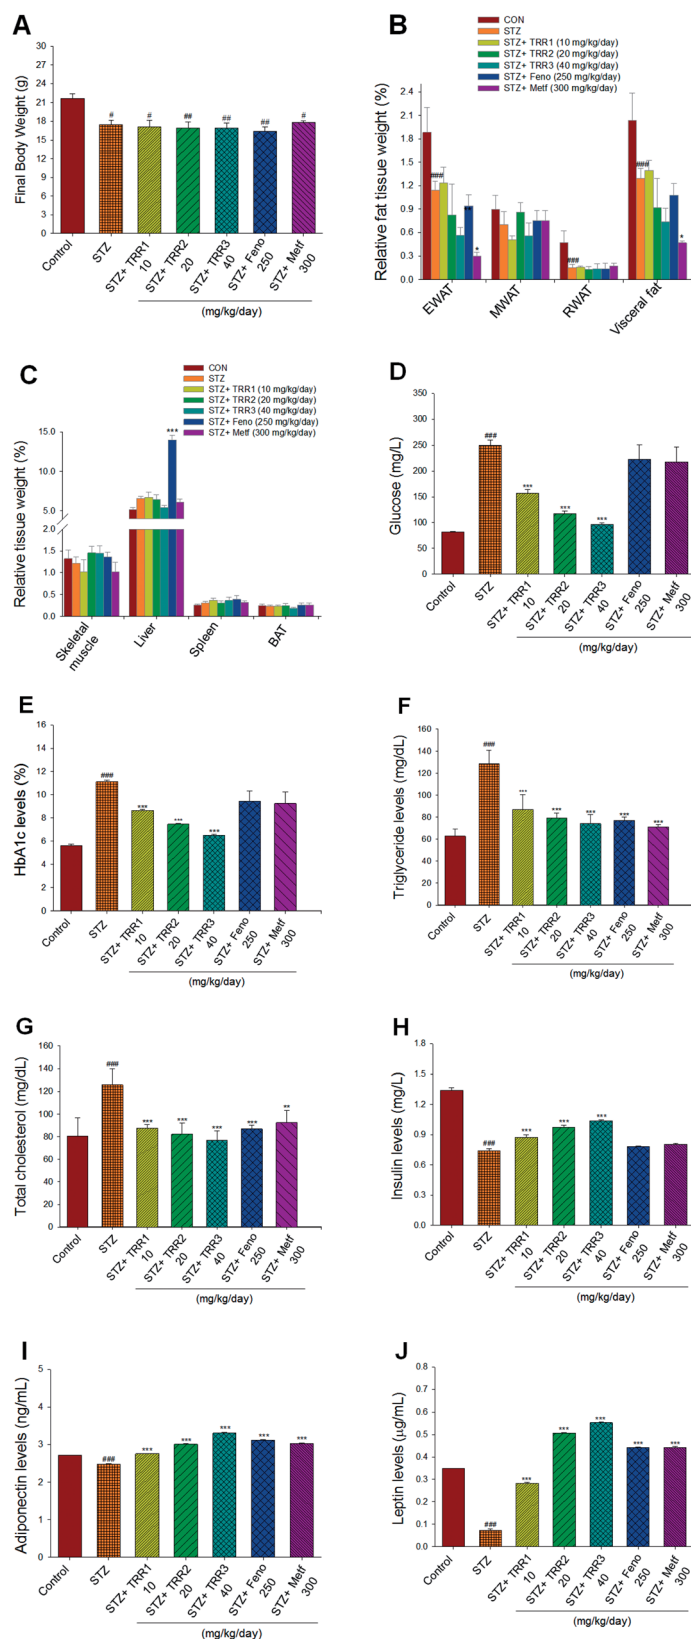 A
Final Body Weight (g)
30
27
24
21
18
15
12
9
6
3
0
#
#
##
##
##
#
Control
STZ
STZ+ TRR1 10
STZ+ TRR2 20
STZ+ TRR3 40
STZ+ Feno 250
STZ+ Metf 300
(mg/kg/day)
B
CON
STZ
STZ+ TRR1 (10 mg/kg/day)
STZ+ TRR2 (20 mg/kg/day)
STZ+ TRR3 (40 mg/kg/day)
STZ+ Feno (250 mg/kg/day)
STZ+ Metf (300 mg/kg/day)
Relative fat tissue weight (%)
2.4
2.1
1.8
1.5
1.2
0.9
0.6
0.3
0.0
###
*
###
###
*
EWAT
MWAT
RWAT
Visceral fat
C
CON
STZ
STZ+ TRR1 (10 mg/kg/day)
STZ+ TRR2 (20 mg/kg/day)
STZ+ TRR3 (40 mg/kg/day)
STZ+ Feno (250 mg/kg/day)
STZ+ Metf (300 mg/kg/day)
Relative tissue weight (%)
15.0
10.0
5.0
2.0
1.5
1.0
0.5
0.0
***
Skeletal
muscle
Liver
Spleen
BAT
D
Glucose (mg/L)
350
300
250
200
150
100
50
0
###
***
***
***
Control
STZ
STZ+ TRR1 10
STZ+ TRR2 20
STZ+ TRR3 40
STZ+ Feno 250
STZ+ Metf 300
(mg/kg/day)
E
HbA1c levels (%)
16
14
12
10
8
6
4
2
0
###
***
***
***
Control
STZ
STZ+ TRR1 10
STZ+ TRR2 20
STZ+ TRR3 40
STZ+ Feno 250
STZ+ Metf 300
(mg/kg/day)
F
Triglyceride levels (mg/dL)
160
140
120
100
80
60
40
20
0
###
***
***
***
***
***
Control
STZ
STZ+ TRR1 10
STZ+ TRR2 20
STZ+ TRR3 40
STZ+ Feno 250
STZ+ Metf 300
(mg/kg/day)
G
Total cholesterol (mg/dL)
160
140
120
100
80
60
40
20
0
###
***
***
***
***
**
Control
STZ
STZ+ TRR1 10
STZ+ TRR2 20
STZ+ TRR3 40
STZ+ Feno 250
STZ+ Metf 300
(mg/kg/day)
H
Insulin levels (mg/L)
1.8
1.5
1.2
0.9
0.6
0.3
0.0
###
***
***
***
Control
STZ
STZ+ TRR1 10
STZ+ TRR2 20
STZ+ TRR3 40
STZ+ Feno 250
STZ+ Metf 300
(mg/kg/day)
I
Adiponectin levels (ng/mL)
5
4
3
2
1
0
###
***
***
***
***
***
Control
STZ
STZ+ TRR1 10
STZ+ TRR2 20
STZ+ TRR3 40
STZ+ Feno 250
STZ+ Metf 300
(mg/kg/day)
J
Leptin levels (μg/mL)
0.8
0.6
0.5
0.4
0.3
0.1
0.0
###
***
***
***
***
***
Control
STZ
STZ+ TRR1 10
STZ+ TRR2 20
STZ+ TRR3 40
STZ+ Feno 250
STZ+ Metf 300
(mg/kg/day)